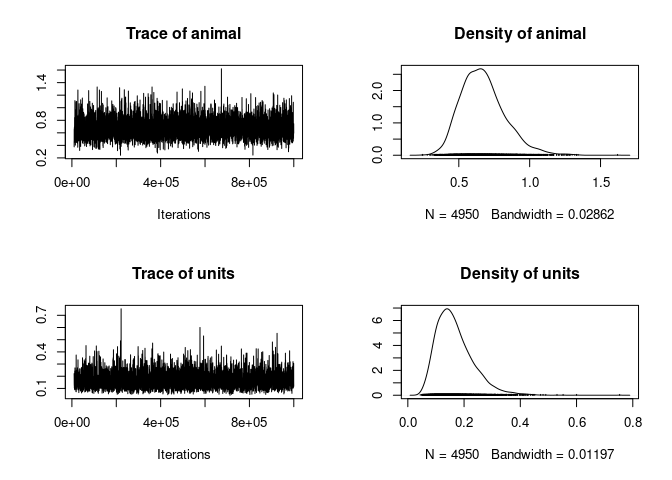 Trace of animal
0.2 0.8 1.4
0e+00 4e+05 8e+05
Iterations
Density of animal
0.0 1.0 2.0
0.5 1.0 1.5
N = 4950 Bandwidth = 0.02862
Trace of units
0.1 0.4 0.7
0e+00 4e+05 8e+05
Iterations
Density of units
0 2 4 6
0.0 0.2 0.4 0.6 0.8
N = 4950 Bandwidth = 0.01197